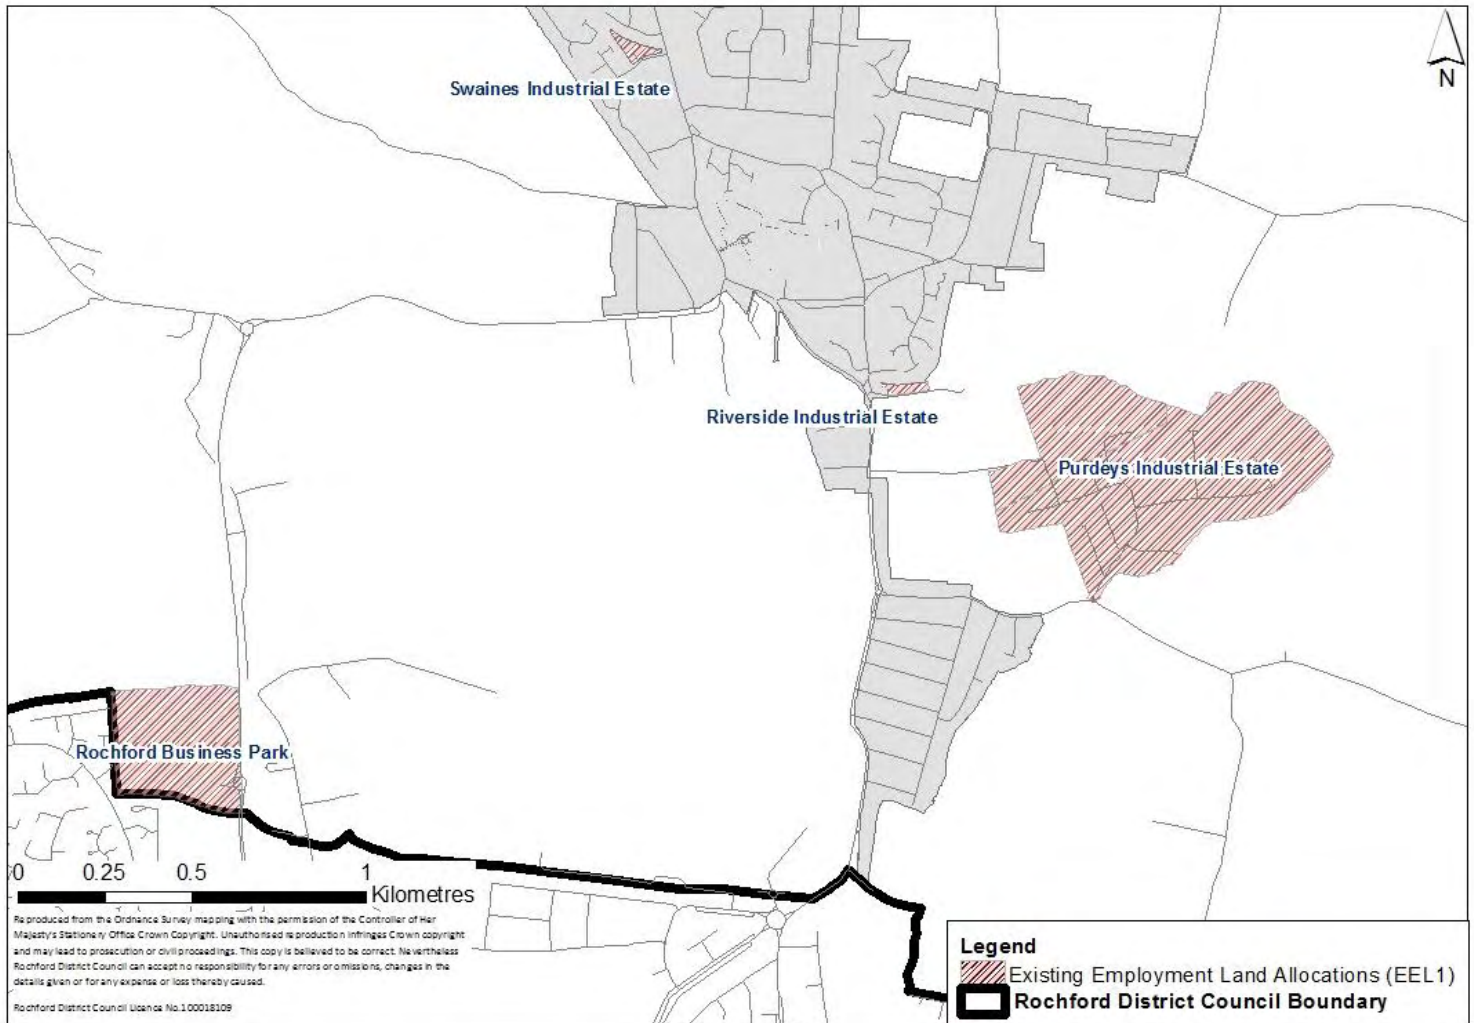 N
Swaines Industrial Estate
Riverside Industrial Estate
Purdeys Industrial Estate
Rochford Business Park
0 0.25 0.5 1
Kilometres
Reproduced from the Ordnance Survey mapping with the permission of the Controller of Her
Majesty's Stationery Office Crown Copyright. Unauthorised reproduction infringes Crown copyright
and may lead to prosecution or civil proceedings. This copy is believed to be correct. Nevertheless
Rochford District Council can accept no responsibility for any errors or omissions, changes in the
details given or for any expense or loss thereby caused.
Rochford District Council Licence No.100018109
Legend
Existing Employment Land Allocations (EEL1)
Rochford District Council Boundary